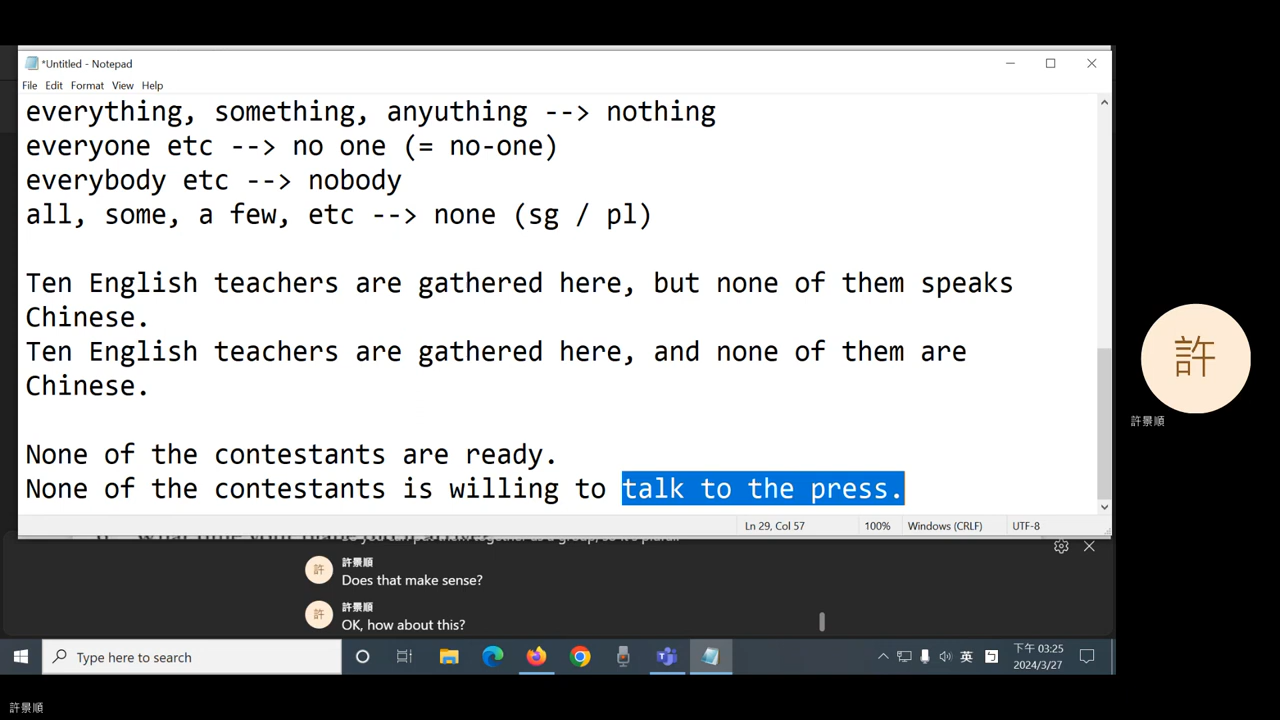 *Untitled - Notepad
File Edit Format View Help
everything, something, anyuthing --> nothing
everyone etc --> no one (= no-one)
everybody etc --> nobody
all, some, a few, etc --> none (sg / pl)
Ten English teachers are gathered here, but none of them speaks
Chinese.
Ten English teachers are gathered here, and none of them are
Chinese.
None of the contestants are ready.
None of the contestants is willing to talk to the press.
Ln 29, Col 57 100% Windows (CRLF) UTF-8
許
許景順
許
許景順
Does that make sense?
許
許景順
OK, how about this?
Type here to search
英
下午 03:25
2024/3/27
許景順